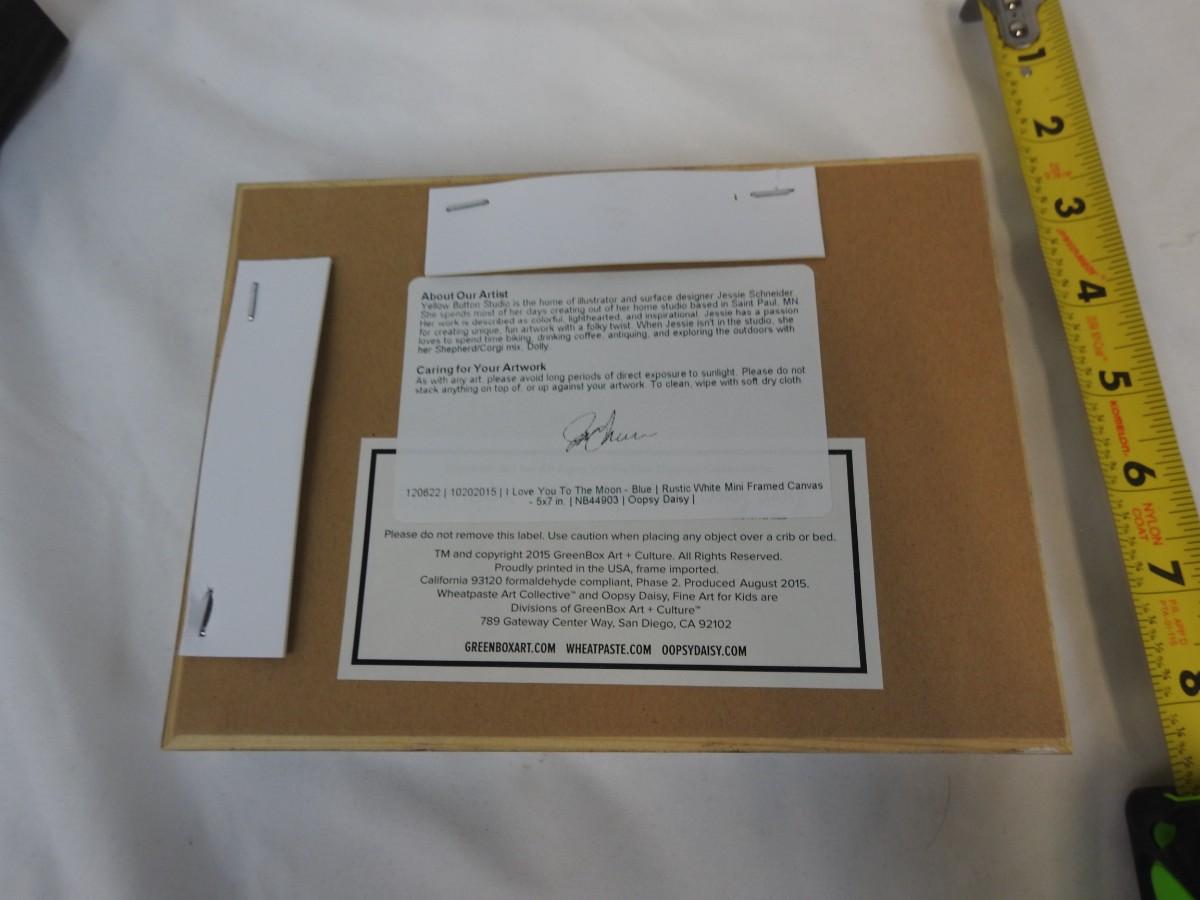 About Our Artist
Yellow Button Studio is the home of illustrator and surface designer Jessie Schneider.
She spends most of her days creating out of her home studio based in Saint Paul, MN.
Her work is described as colorful, lighthearted, and inspirational. Jessie has a passion
for creating unique, fun artwork with a folky twist. When Jessie isn't in the studio, she
loves to spend time biking, drinking coffee, antiquing, and exploring the outdoors with
her Shepherd/Corgi mix, Dolly.
Caring for Your Artwork
As with any art, please avoid long periods of direct exposure to sunlight. Please do not
stack anything on top of, or up against your artwork. To clean, wipe with soft dry cloth.
120622 | 10202015 | I Love You To The Moon - Blue | Rustic White Mini Framed Canvas
- 5x7 in. | NB44903 | Oopsy Daisy |
Please do not remove this label. Use caution when placing any object over a crib or bed.
TM and copyright 2015 GreenBox Art + Culture. All Rights Reserved.
Proudly printed in the USA, frame imported.
California 93120 formaldehyde compliant, Phase 2. Produced August 2015.
Wheatpaste Art Collective™ and Oopsy Daisy, Fine Art for Kids are
Divisions of GreenBox Art + Culture™
789 Gateway Center Way, San Diego, CA 92102
GREENBOXART.COM WHEATPASTE.COM OOPSYDAISY.COM
1
2
3
4
5
KOMELON.
6
NYLON
COAT
7
8